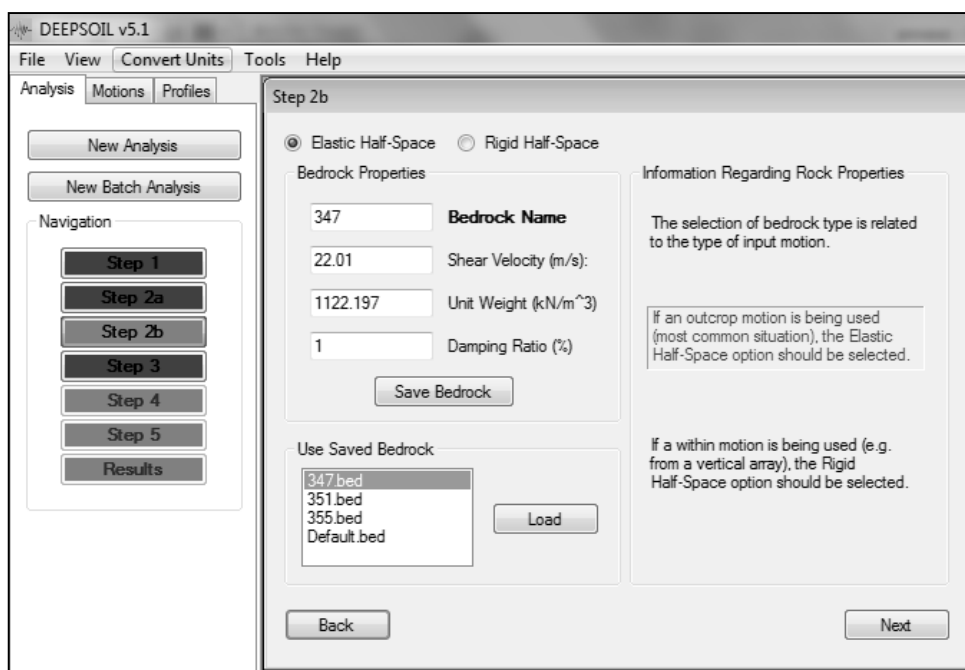 DEEPSOIL v5.1
File View Convert Units Tools Help
Analysis Motions Profiles
New Analysis
New Batch Analysis
Navigation
Step 1
Step 2a
Step 2b
Step 3
Step 4
Step 5
Results
Step 2b
Elastic Half-Space Rigid Half-Space
Bedrock Properties
347 Bedrock Name
22.01 Shear Velocity (m/s):
1122.197 Unit Weight (kN/m^3)
1 Damping Ratio (%)
Save Bedrock
Use Saved Bedrock
347.bed
351.bed
355.bed
Default.bed
Load
Information Regarding Rock Properties
The selection of bedrock type is related
to the type of input motion.
If an outcrop motion is being used
(most common situation), the Elastic
Half-Space option should be selected.
If a within motion is being used (e.g.
from a vertical array), the Rigid
Half-Space option should be selected.
Back
Next